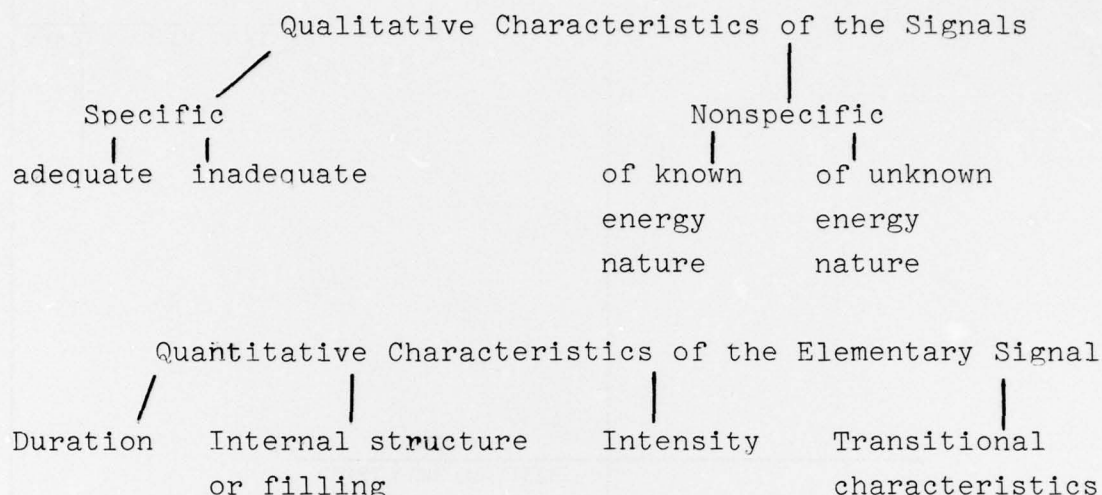 Qualitative Characteristics of the Signals
Specific Nonspecific
adequate inadequate of known of unknown
energy energy
nature nature
Quantitative Characteristics of the Elementary Signal
Duration Internal structure Intensity Transitional
or filling characteristics